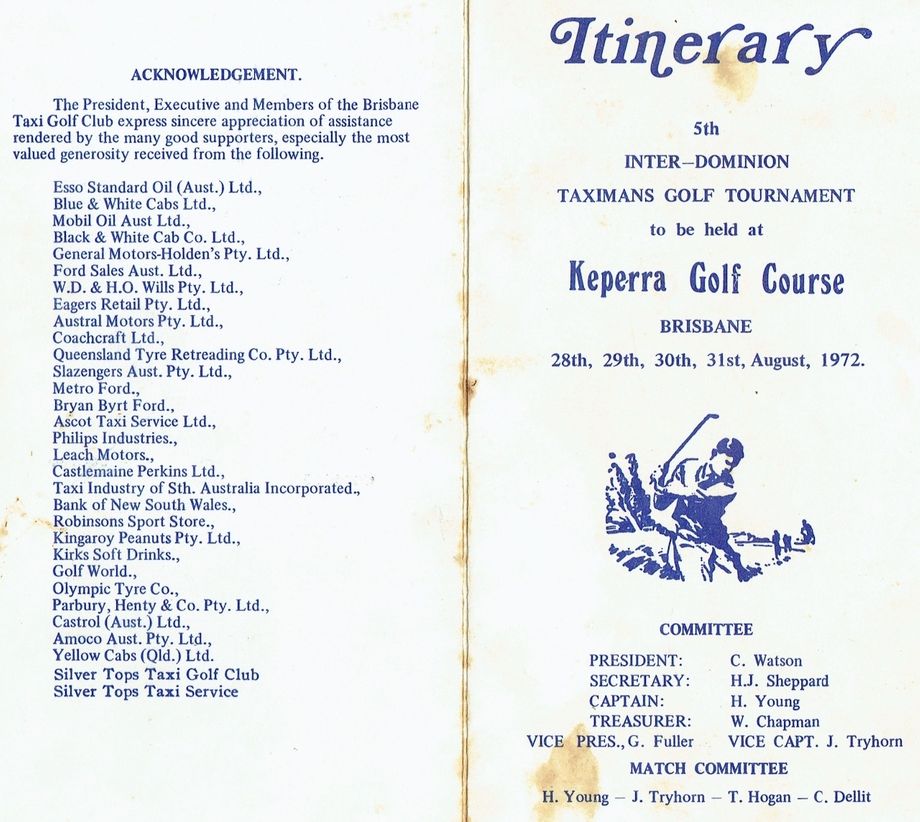 ACKNOWLEDGEMENT.
The President, Executive and Members of the Brisbane
Taxi Golf Club express sincere appreciation of assistance
rendered by the many good supporters, especially the most
valued generosity received from the following.
Esso Standard Oil (Aust.) Ltd.,
Blue & White Cabs Ltd.,
Mobil Oil Aust Ltd.,
Black & White Cab Co. Ltd.,
General Motors-Holden's Pty. Ltd.,
Ford Sales Aust. Ltd.,
W.D. & H.O. Wills Pty. Ltd.,
Eagers Retail Pty. Ltd.,
Austral Motors Pty. Ltd.,
Coachcraft Ltd.,
Queensland Tyre Retreading Co. Pty. Ltd.,
Slazengers Aust. Pty. Ltd.,
Metro Ford.,
Bryan Byrt Ford.,
Ascot Taxi Service Ltd.,
Philips Industries.,
Leach Motors.,
Castlemaine Perkins Ltd.,
Taxi Industry of Sth. Australia Incorporated.,
Bank of New South Wales.,
Robinsons Sport Store.,
Kingaroy Peanuts Pty. Ltd.,
Kirks Soft Drinks.,
Golf World.,
Olympic Tyre Co.,
Parbury, Henty & Co. Pty. Ltd.,
Castrol (Aust.) Ltd.,
Amoco Aust. Pty. Ltd.,
Yellow Cabs (Qld.) Ltd.
Silver Tops Taxi Golf Club
Silver Tops Taxi Service
Itinerary
5th
INTER–DOMINION
TAXIMANS GOLF TOURNAMENT
to be held at
Keperra Golf Course
BRISBANE
28th, 29th, 30th, 31st, August, 1972.
COMMITTEE
PRESIDENT: C. Watson
SECRETARY: H.J. Sheppard
CAPTAIN: H. Young
TREASURER: W. Chapman
VICE PRES., G. Fuller VICE CAPT. J. Tryhorn
MATCH COMMITTEE
H. Young – J. Tryhorn – T. Hogan – C. Dellit